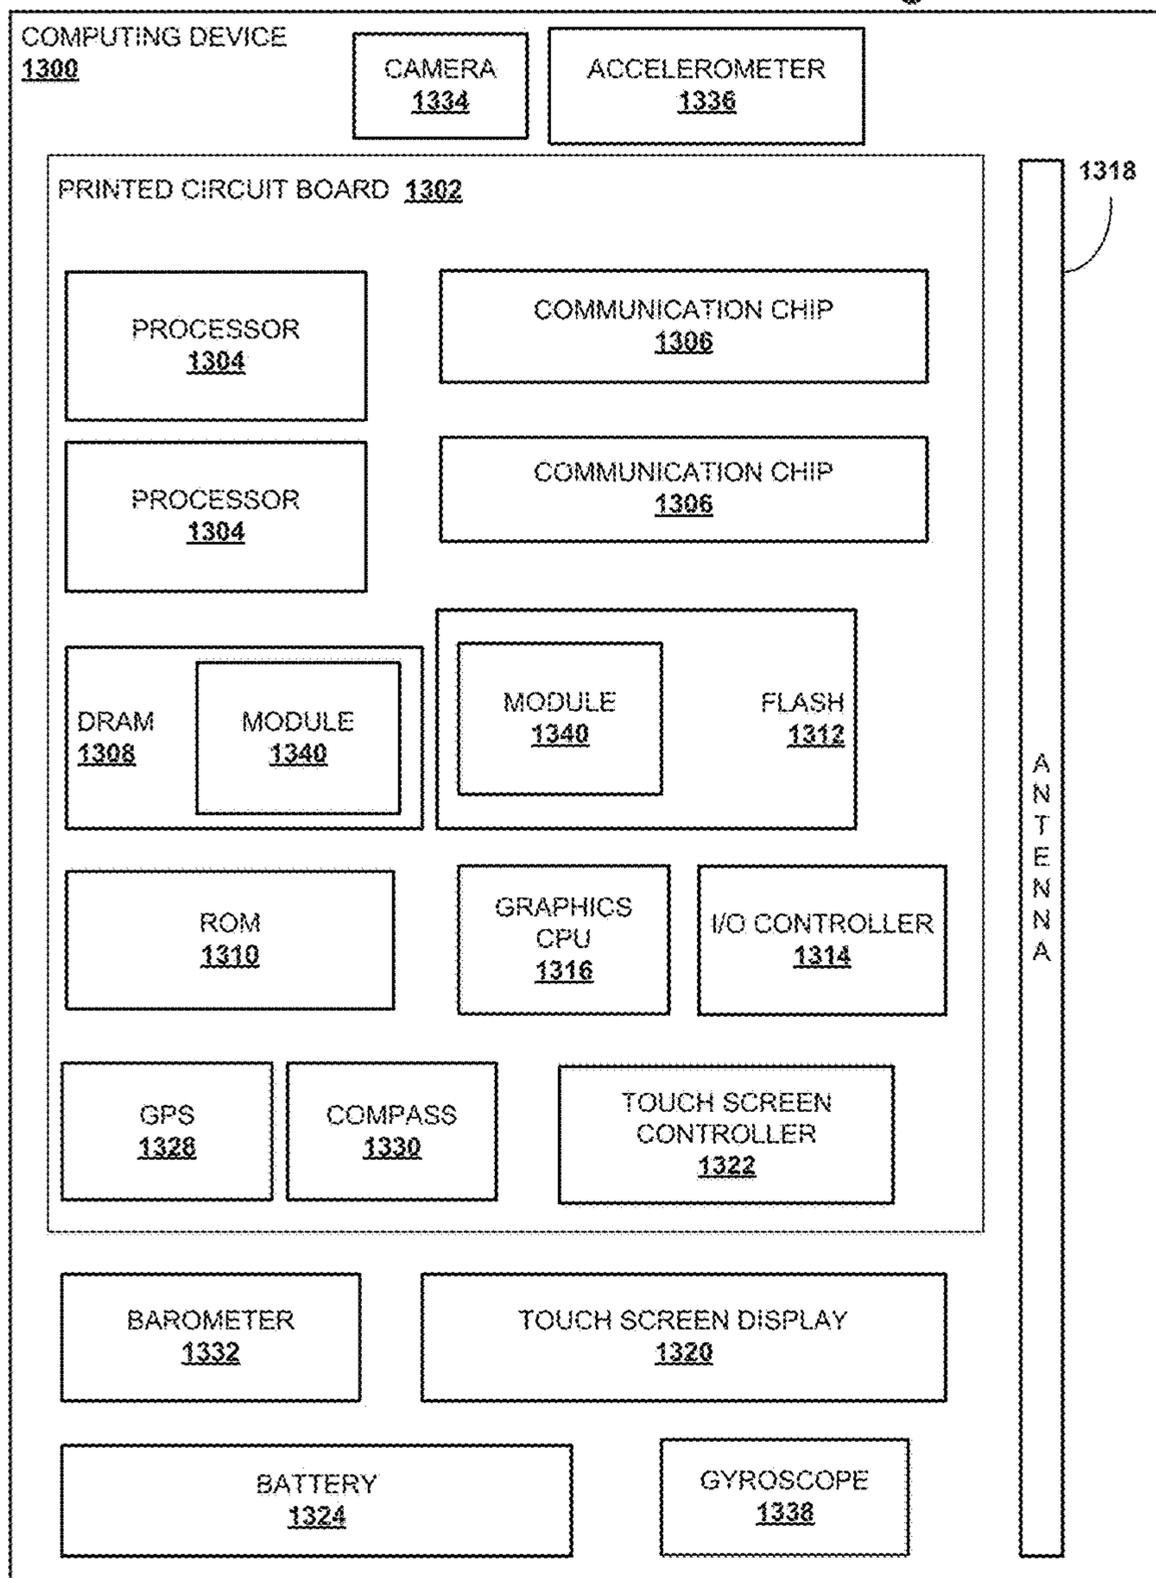 COMPUTING DEVICE
1300
CAMERA
1334
ACCELEROMETER
1336
PRINTED CIRCUIT BOARD 1302
1318
PROCESSOR
1304
COMMUNICATION CHIP
1306
PROCESSOR
1304
COMMUNICATION CHIP
1306
DRAM
1308
MODULE
1340
MODULE
1340
FLASH
1312
ANTENNA
ROM
1310
GRAPHICS
CPU
1316
I/O CONTROLLER
1314
GPS
1328
COMPASS
1330
TOUCH SCREEN
CONTROLLER
1322
BAROMETER
1332
TOUCH SCREEN DISPLAY
1320
BATTERY
1324
GYROSCOPE
1338